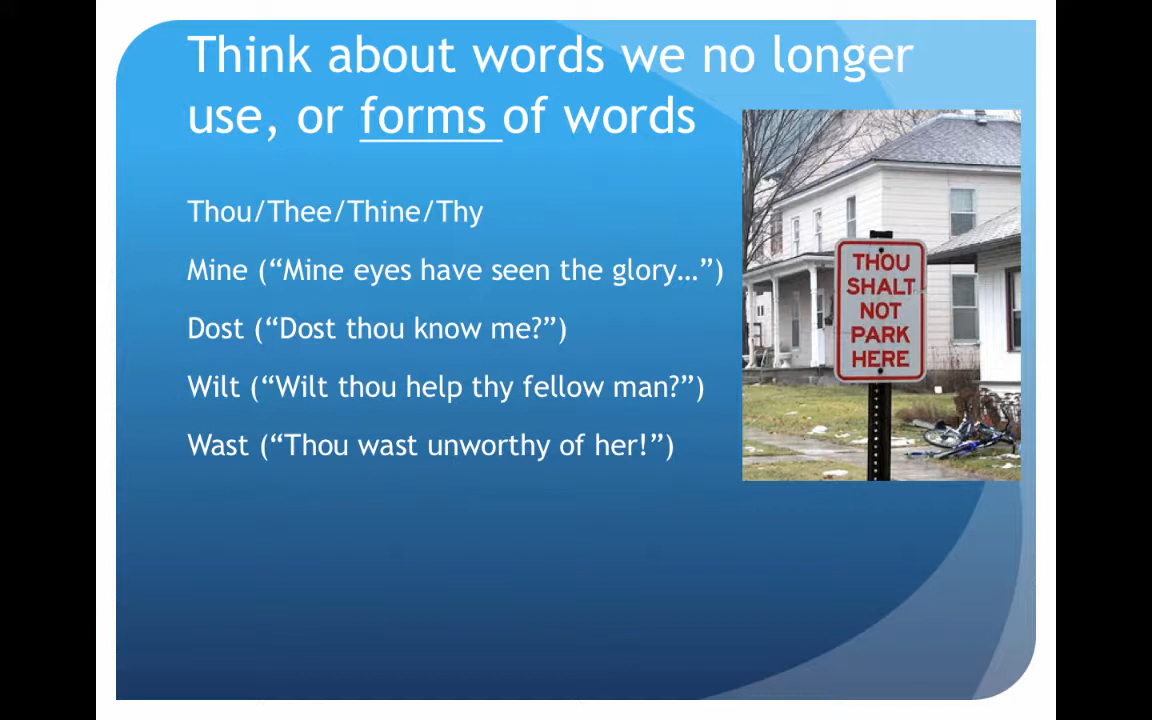 Think about words we no longer
use, or forms of words
Thou/Thee/Thine/Thy
Mine (“Mine eyes have seen the glory…”)
Dost (“Dost thou know me?”)
Wilt (“Wilt thou help thy fellow man?”)
Wast (“Thou wast unworthy of her!”)
THOU
SHALT
NOT
PARK
HERE